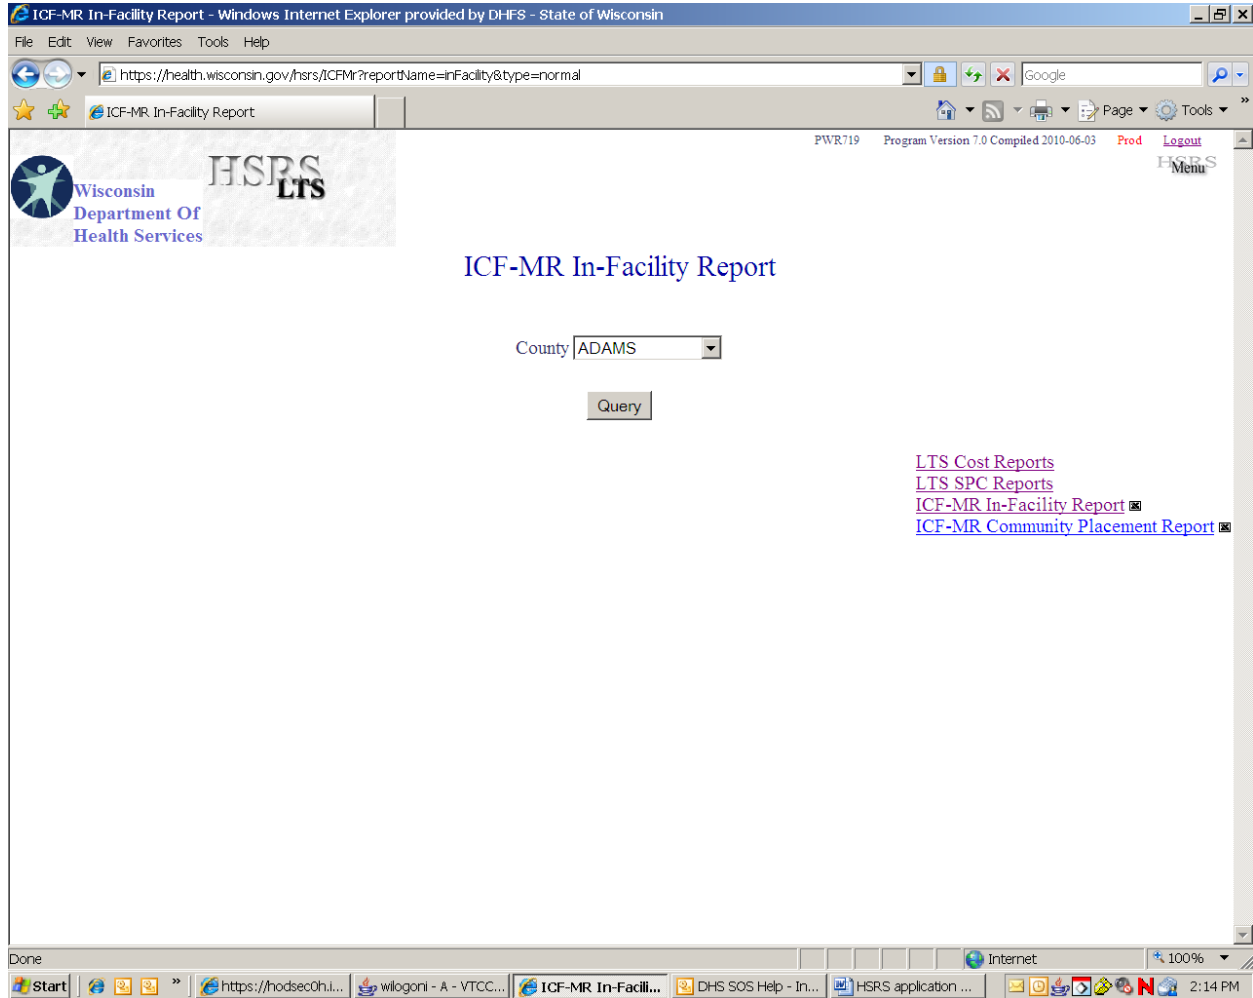 ICF-MR In-Facility Report - Windows Internet Explorer provided by DHFS - State of Wisconsin
File Edit View Favorites Tools Help
https://health.wisconsin.gov/hsrs/ICFMr?reportName=inFacility&type=normal
Google
ICF-MR In-Facility Report
Page
Tools
»
PWR719 Program Version 7.0 Compiled 2010-06-03 Prod Logout
HSRS
Menu
HSRS
LTS
Wisconsin
Department Of
Health Services
ICF-MR In-Facility Report
County ADAMS
Query
LTS Cost Reports
LTS SPC Reports
ICF-MR In-Facility Report
ICF-MR Community Placement Report
Done
Internet
100%
Start
»
https://hodsec0h.i...
wilogoni - A - VTCC...
ICF-MR In-Facili...
DHS SOS Help - In...
HSRS application ...
2:14 PM